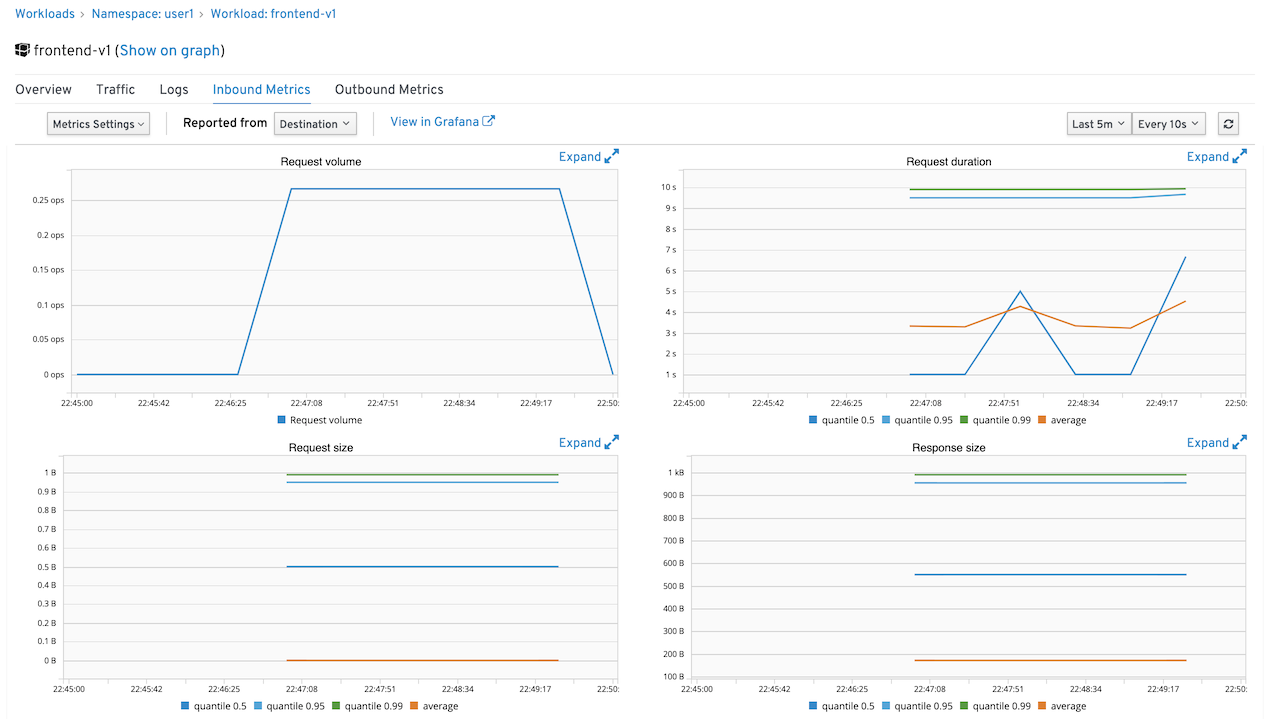 Workloads › Namespace: user1 › Workload: frontend-v1
frontend-v1 (Show on graph)
Overview Traffic Logs Inbound Metrics Outbound Metrics
Metrics Settings Reported from Destination View in Grafana Last 5m Every 10s
Request volume Expand
0.25 ops
0.2 ops
0.15 ops
0.1 ops
0.05 ops
0 ops
22:45:00 22:45:42 22:46:25 22:47:08 22:47:51 22:48:34 22:49:17 22:50:
Request volume
Request duration Expand
10 s
9 s
8 s
7 s
6 s
5 s
4 s
3 s
2 s
1 s
22:45:00 22:45:42 22:46:25 22:47:08 22:47:51 22:48:34 22:49:17 22:50:
quantile 0.5 quantile 0.95 quantile 0.99 average
Request size Expand
1 B
0.9 B
0.8 B
0.7 B
0.6 B
0.5 B
0.4 B
0.3 B
0.2 B
0.1 B
0 B
22:45:00 22:45:42 22:46:25 22:47:08 22:47:51 22:48:34 22:49:17 22:50:
quantile 0.5 quantile 0.95 quantile 0.99 average
Response size Expand
1 kB
900 B
800 B
700 B
600 B
500 B
400 B
300 B
200 B
100 B
22:45:00 22:45:42 22:46:25 22:47:08 22:47:51 22:48:34 22:49:17 22:50:
quantile 0.5 quantile 0.95 quantile 0.99 average